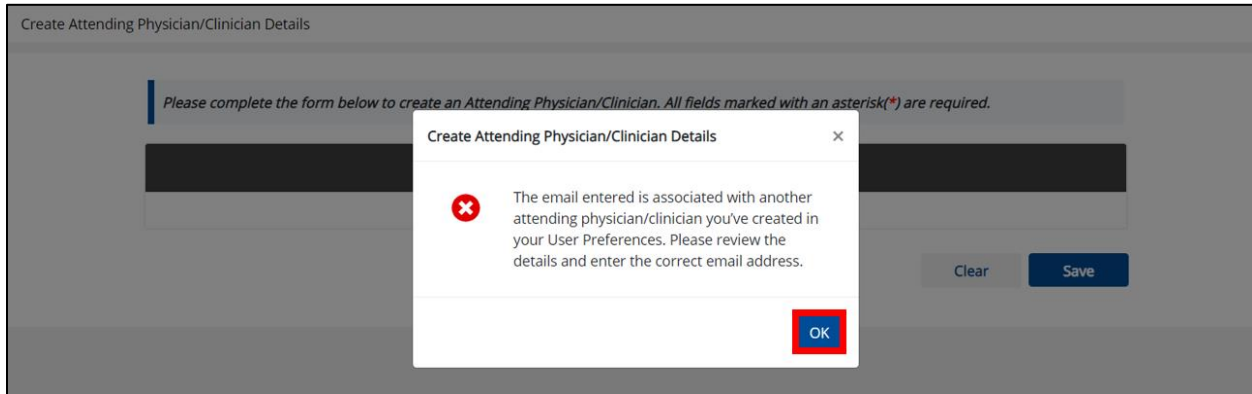 Create Attending Physician/Clinician Details
Please complete the form below to create an Attending Physician/Clinician. All fields marked with an asterisk(*) are required.
Create Attending Physician/Clinician Details ×
The email entered is associated with another
attending physician/clinician you've created in
your User Preferences. Please review the
details and enter the correct email address.
Clear Save
OK